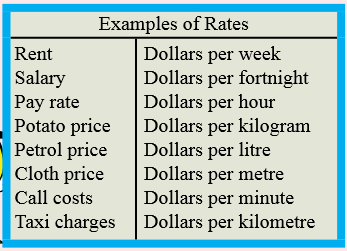 Examples of Rates
Rent Dollars per week
Salary Dollars per fortnight
Pay rate Dollars per hour
Potato price Dollars per kilogram
Petrol price Dollars per litre
Cloth price Dollars per metre
Call costs Dollars per minute
Taxi charges Dollars per kilometre